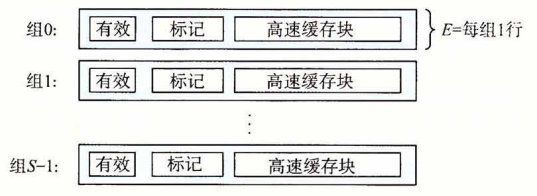 组0: 有效 标记 高速缓存块 E=每组1行
组1: 有效 标记 高速缓存块
⋮
组S-1: 有效 标记 高速缓存块